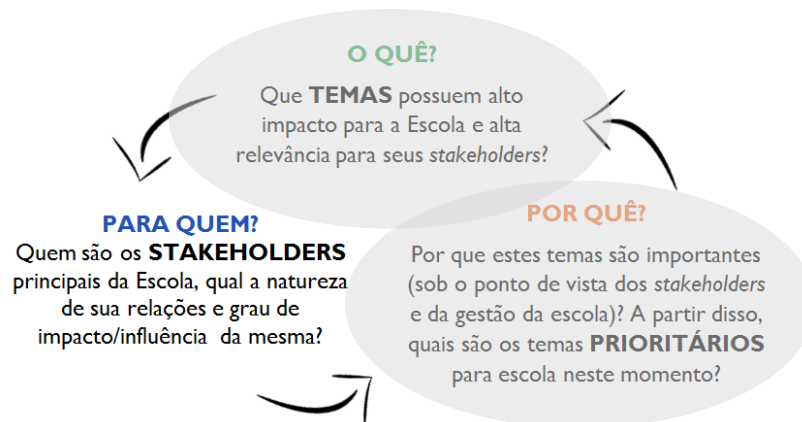 O QUÊ?
Que TEMAS possuem alto
impacto para a Escola e alta
relevância para seus stakeholders?
PARA QUEM?
Quem são os STAKEHOLDERS
principais da Escola, qual a natureza
de sua relações e grau de
impacto/influência da mesma?
POR QUÊ?
Por que estes temas são importantes
(sob o ponto de vista dos stakeholders
e da gestão da escola)? A partir disso,
quais são os temas PRIORITÁRIOS
para escola neste momento?